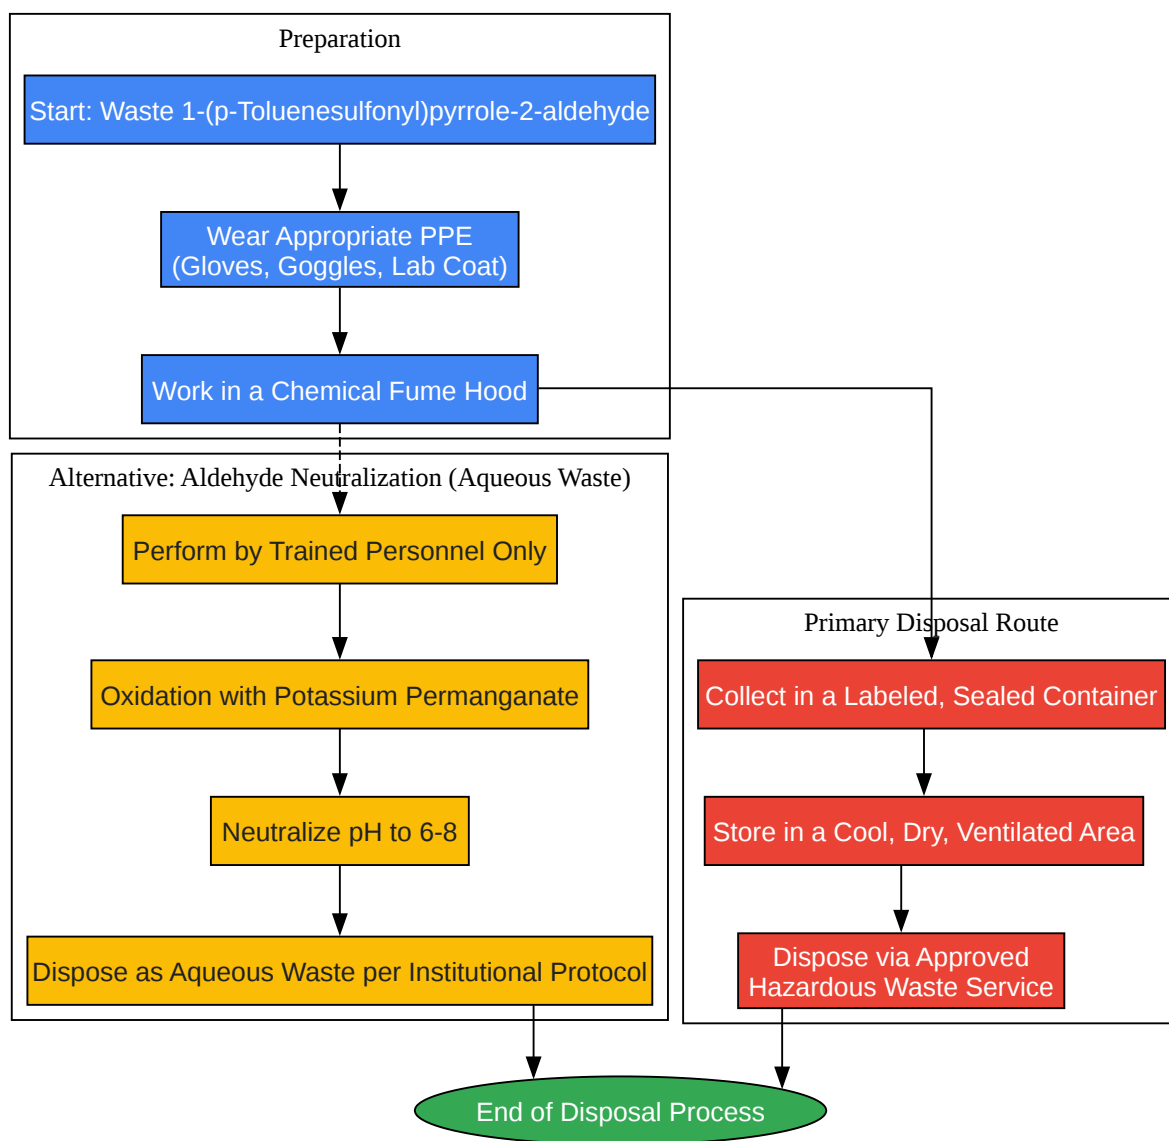 Preparation
Start: Waste 1-(p-Toluenesulfonyl)pyrrole-2-aldehyde
Wear Appropriate PPE
(Gloves, Goggles, Lab Coat)
Work in a Chemical Fume Hood
Alternative: Aldehyde Neutralization (Aqueous Waste)
Perform by Trained Personnel Only
Oxidation with Potassium Permanganate
Neutralize pH to 6-8
Dispose as Aqueous Waste per Institutional Protocol
Primary Disposal Route
Collect in a Labeled, Sealed Container
Store in a Cool, Dry, Ventilated Area
Dispose via Approved
Hazardous Waste Service
End of Disposal Process